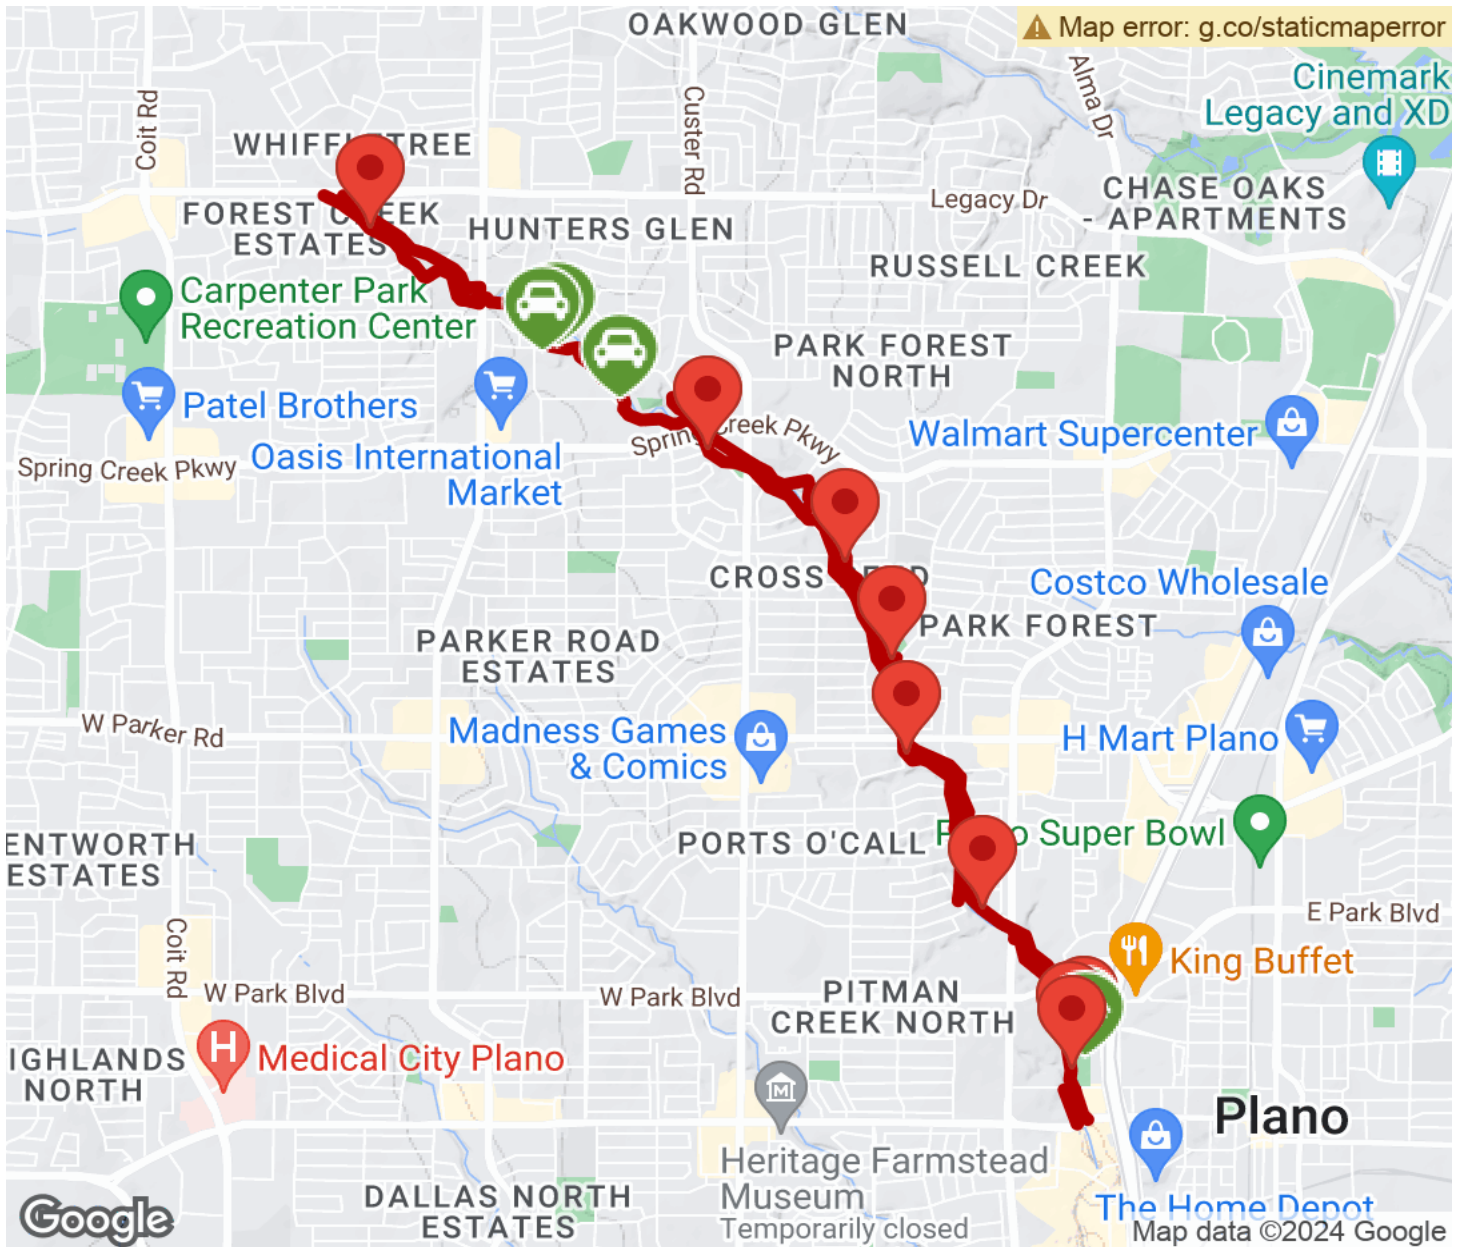 OAKWOOD GLEN
Map error: g.co/staticmaperror
Cinemark
Legacy and XD
Alma Dr
Coit Rd
Custer Rd
Legacy Dr
CHASE OAKS
- APARTMENTS
FOREST
ESTATES
HUNTERS GLEN
RUSSELL CREEK
Carpenter Park
Recreation Center
PARK FOREST
NORTH
Patel Brothers
Oasis International
Market
Spring Creek Pkwy
Walmart Supercenter
Spring Creek Pkwy
CROSS
Costco Wholesale
PARK FOREST
PARKER ROAD
ESTATES
W Parker Rd
Madness Games
& Comics
H Mart Plano
PORTS O'CALL
Super Bowl
ENTWORTH
ESTATES
E Park Blvd
Coit Rd
King Buffet
W Park Blvd
W Park Blvd
PITMAN
CREEK NORTH
IGHLANDS
NORTH
H
Medical City Plano
M
Plano
Heritage Farmstead
Museum
Temporarily closed
DALLAS NORTH
ESTATES
The Home Depot
Google
Map data ©2024 Google